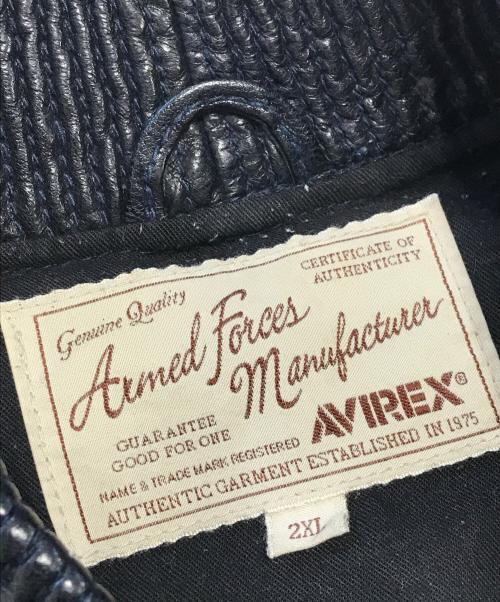 Genuine Quality
CERTIFICATE OF
AUTHENTICITY
Armed Forces
Manufacturer
GUARANTEE
GOOD FOR ONE
AVIREX®
NAME & TRADE MARK REGISTERED
AUTHENTIC GARMENT ESTABLISHED IN 1975
2XL